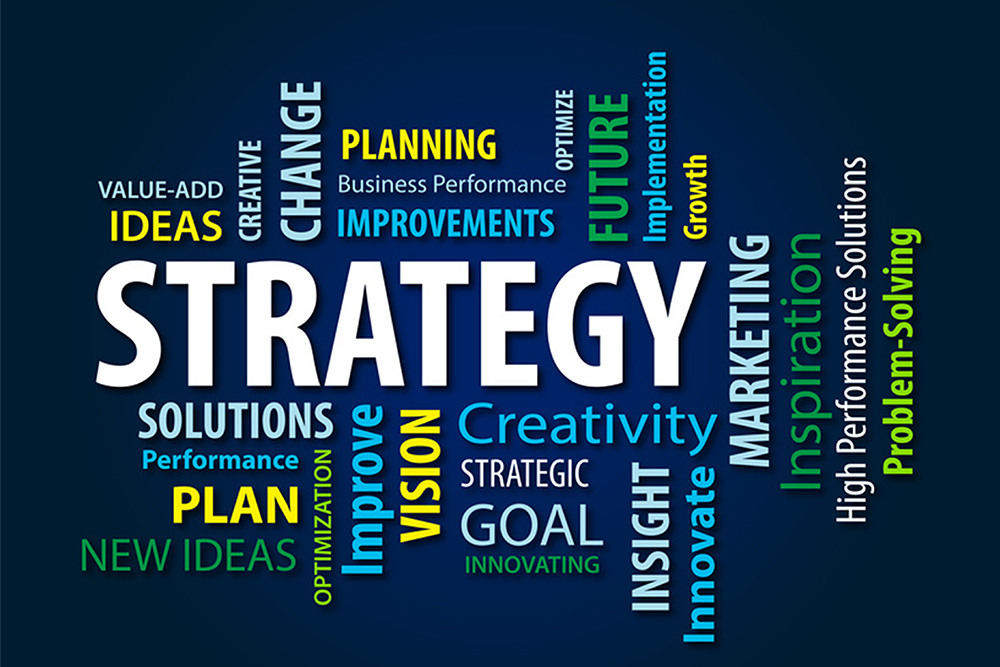 VALUE-ADD
IDEAS
CREATIVE
CHANGE
PLANNING
Business Performance
IMPROVEMENTS
OPTIMIZE
FUTURE
Implementation
Growth
STRATEGY
MARKETING
Inspiration
High Performance Solutions
Problem-Solving
SOLUTIONS
Performance
PLAN
NEW IDEAS
OPTIMIZATION
Improve
VISION
Creativity
STRATEGIC
GOAL
INNOVATING
INSIGHT
Innovate